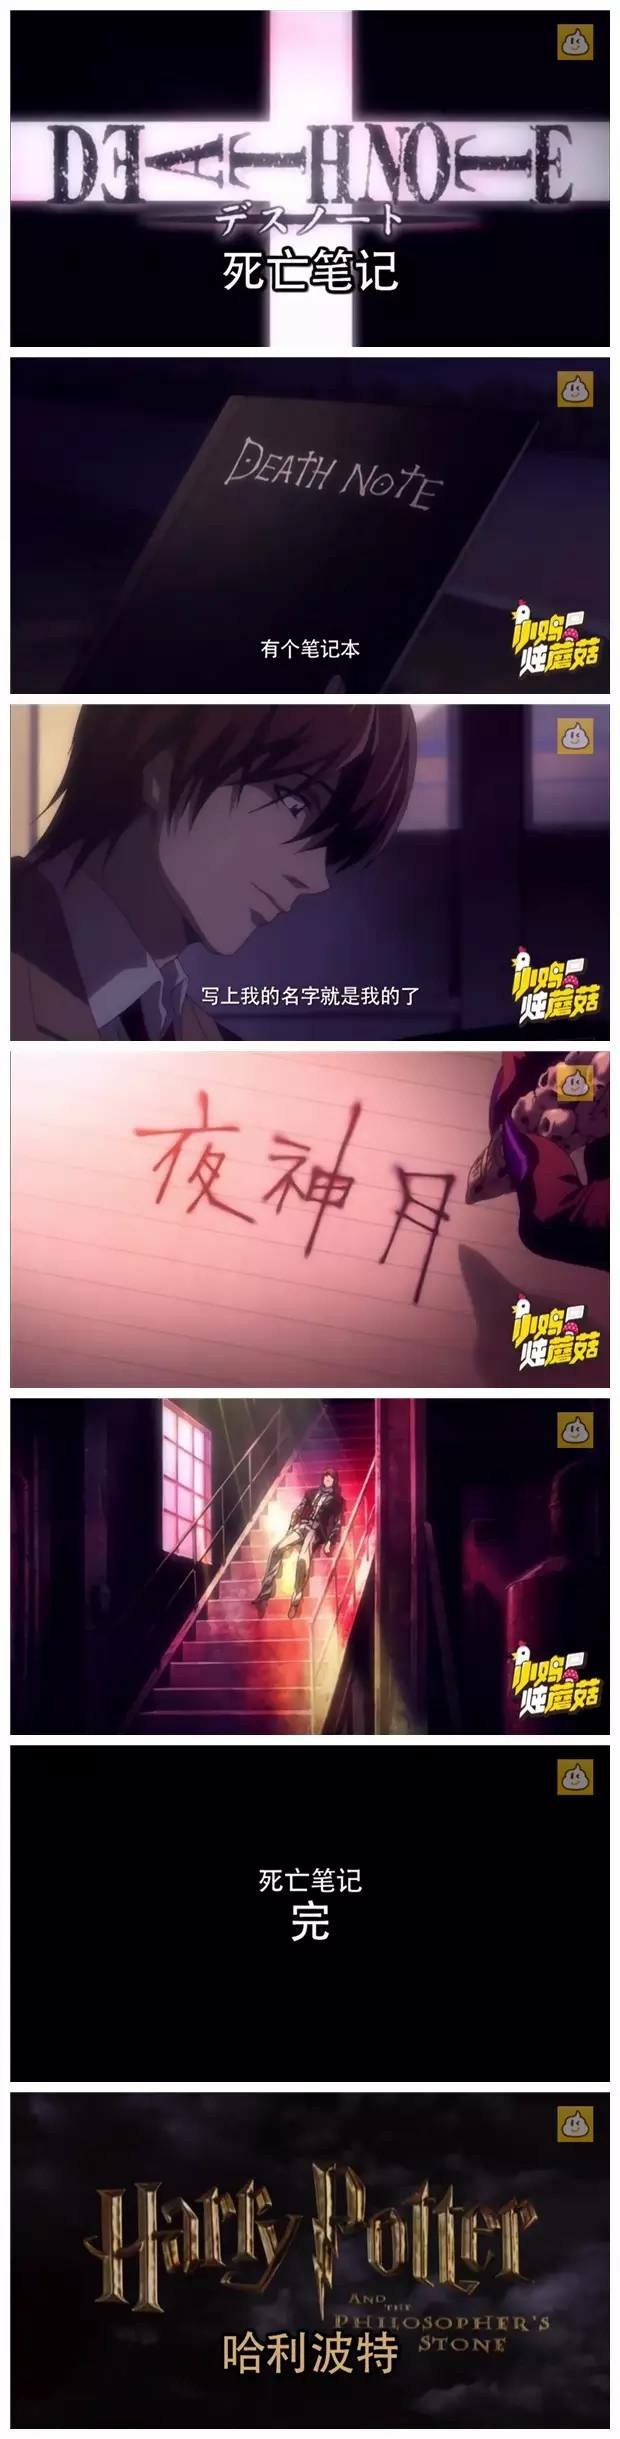 DEATHNOTE
デスノート
死亡笔记
DEATH NOTE
有个笔记本
小鸡
炖蘑菇
写上我的名字就是我的了
小鸡
炖蘑菇
夜神月
小鸡
炖蘑菇
小鸡
炖蘑菇
死亡笔记
完
Harry Potter
AND THE
PHILOSOPHER'S
STONE
哈利波特